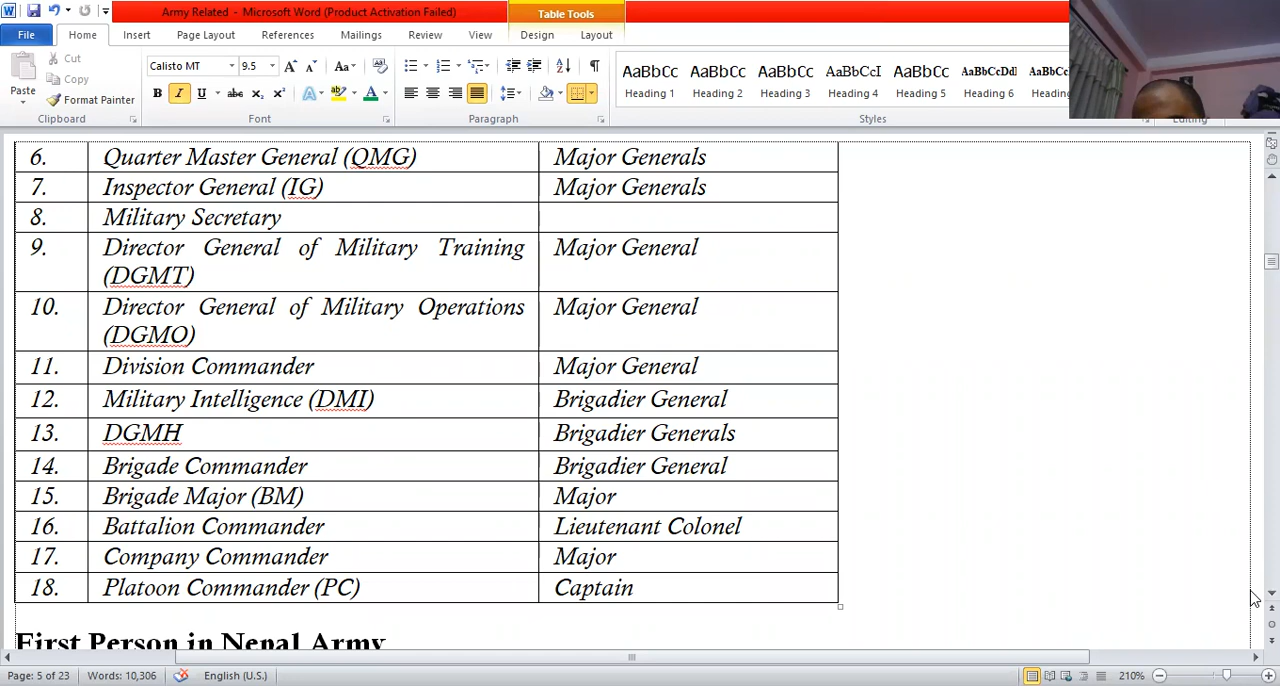 Army Related - Microsoft Word (Product Activation Failed)
Table Tools
File Home Insert Page Layout References Mailings Review View Design Layout
Cut
Copy
Format Painter
Paste
Clipboard
Calisto MT 9.5
Font
Paragraph
AaBbCc AaBbCc AaBbCc AaBbCcI AaBbCc AaBbCcDd AaBbCc
Heading 1 Heading 2 Heading 3 Heading 4 Heading 5 Heading 6 Heading
Styles
Editing
6. Quarter Master General (QMG) Major Generals
7. Inspector General (IG) Major Generals
8. Military Secretary
9. Director General of Military Training Major General
(DGMT)
10. Director General of Military Operations Major General
(DGMO)
11. Division Commander Major General
12. Military Intelligence (DMI) Brigadier General
13. DGMH Brigadier Generals
14. Brigade Commander Brigadier General
15. Brigade Major (BM) Major
16. Battalion Commander Lieutenant Colonel
17. Company Commander Major
18. Platoon Commander (PC) Captain
First Person in Nepal Army
Page: 5 of 23 Words: 10,306 English (U.S.) 210%